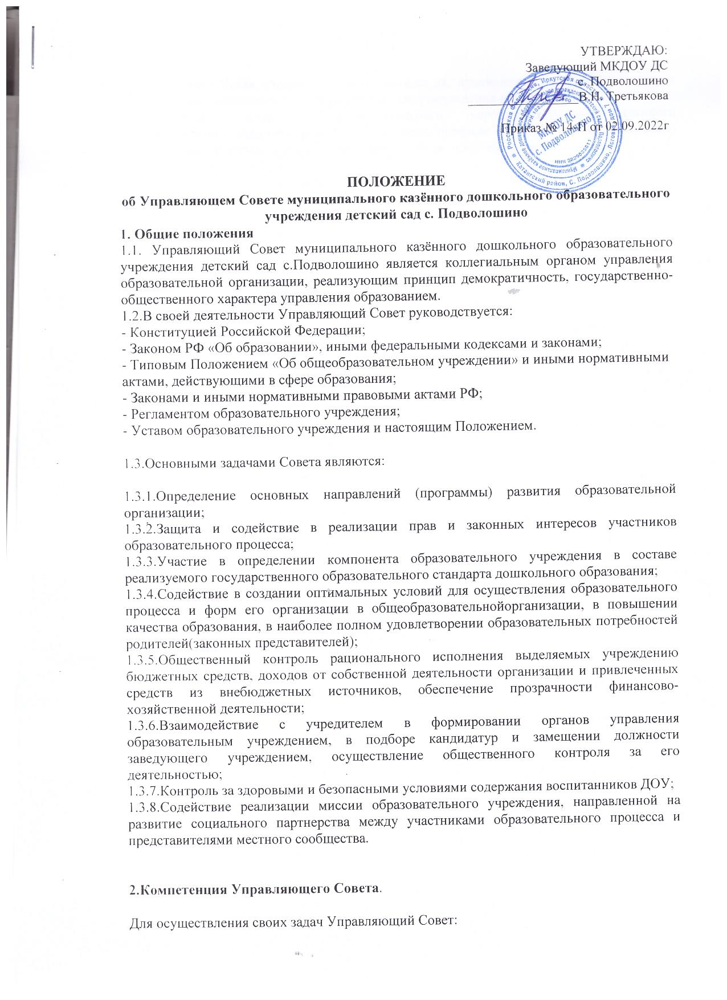 УТВЕРЖДАЮ:
Заведующий МКДОУ ДС
с. Подволошино
В.Н. Третьякова
Приказ № 14-П от 02.09.2022г
МКДОУ ДС
с. Подволошино
ПОЛОЖЕНИЕ
об Управляющем Совете муниципального казённого дошкольного образовательного
учреждения детский сад с. Подволошино
1. Общие положения
1.1. Управляющий Совет муниципального казённого дошкольного образовательного
учреждения детский сад с.Подволошино является коллегиальным органом управления
образовательной организации, реализующим принцип демократичность, государственно-
общественного характера управления образованием.
1.2.В своей деятельности Управляющий Совет руководствуется:
- Конституцией Российской Федерации;
- Законом РФ «Об образовании», иными федеральными кодексами и законами;
- Типовым Положением «Об общеобразовательном учреждении» и иными нормативными
актами, действующими в сфере образования;
- Законами и иными нормативными правовыми актами РФ;
- Регламентом образовательного учреждения;
- Уставом образовательного учреждения и настоящим Положением.
1.3.Основными задачами Совета являются:
1.3.1.Определение основных направлений (программы) развития образовательной
организации;
1.3.2.Защита и содействие в реализации прав и законных интересов участников
образовательного процесса;
1.3.3.Участие в определении компонента образовательного учреждения в составе
реализуемого государственного образовательного стандарта дошкольного образования;
1.3.4.Содействие в создании оптимальных условий для осуществления образовательного
процесса и форм его организации в общеобразовательнойорганизации, в повышении
качества образования, в наиболее полном удовлетворении образовательных потребностей
родителей(законных представителей);
1.3.5.Общественный контроль рационального исполнения выделяемых учреждению
бюджетных средств, доходов от собственной деятельности организации и привлеченных
средств из внебюджетных источников, обеспечение прозрачности финансово-
хозяйственной деятельности;
1.3.6.Взаимодействие с учредителем в формировании органов управления
образовательным учреждением, в подборе кандидатур и замещении должности
заведующего учреждением, осуществление общественного контроля за его
деятельностью;
1.3.7.Контроль за здоровыми и безопасными условиями содержания воспитанников ДОУ;
1.3.8.Содействие реализации миссии образовательного учреждения, направленной на
развитие социального партнерства между участниками образовательного процесса и
представителями местного сообщества.
2.Компетенция Управляющего Совета.
Для осуществления своих задач Управляющий Совет: